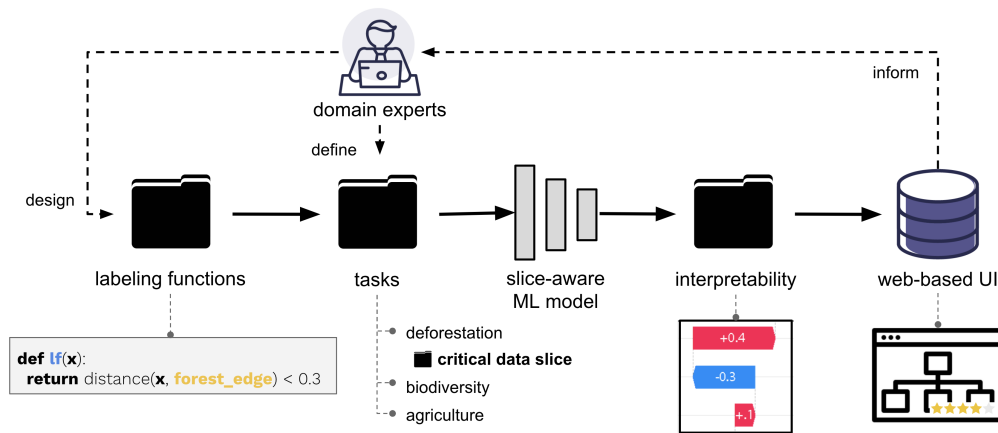 domain experts
inform
define
design
labeling functions
tasks
slice-aware
ML model
interpretability
web-based UI
def lf(x):
return distance(x, forest_edge) < 0.3
deforestation
critical data slice
biodiversity
agriculture
+0.4
-0.3
+.1